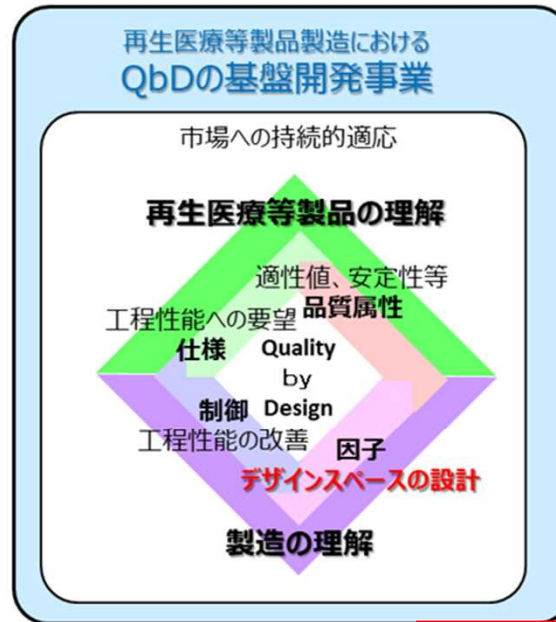 再生医療等製品製造における
QbDの基盤開発事業
市場への持続的適応
再生医療等製品の理解
適性値、安定性等
品質属性
工程性能への要望
仕様
Quality
by
Design
制御
工程性能の改善
因子
デザインスペースの設計
製造の理解